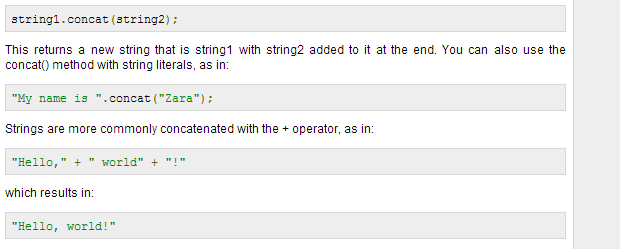 string1.concat(string2);
This returns a new string that is string1 with string2 added to it at the end. You can also use the
concat() method with string literals, as in:
"My name is ".concat("Zara");
Strings are more commonly concatenated with the + operator, as in:
"Hello," + " world" + "!"
which results in:
"Hello, world!"